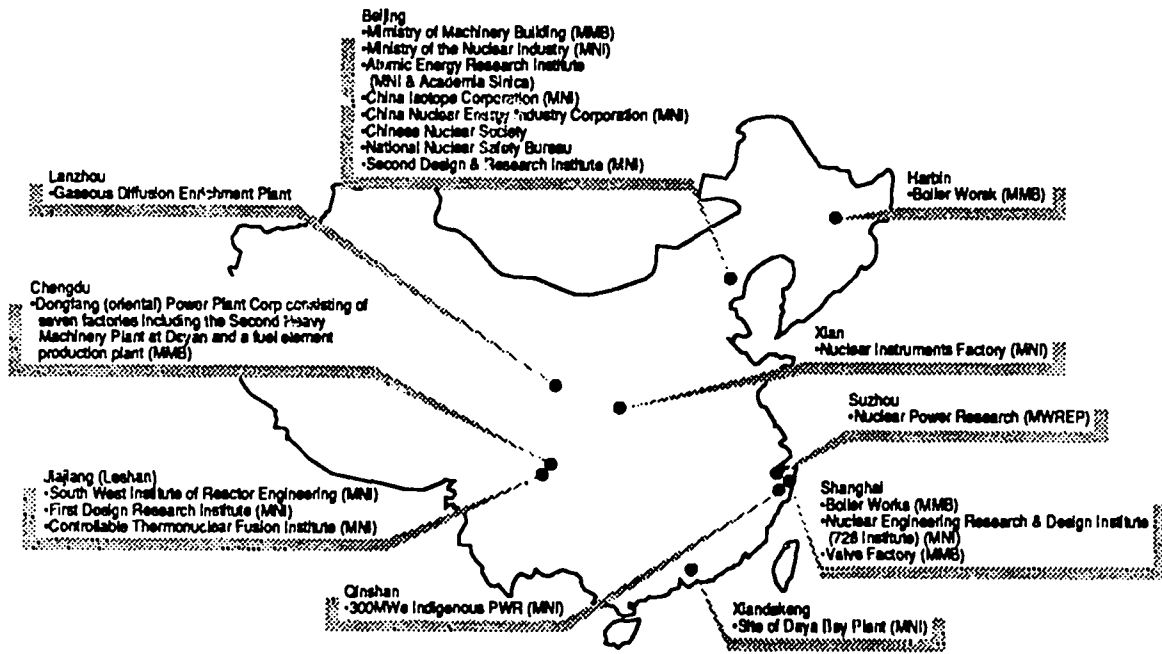 Beijing
•Ministry of Machinery Building (MMB)
•Ministry of the Nuclear Industry (MNI)
•Atomic Energy Research Institute
(MNI & Academia Sinica)
•China Isotope Corporation (MNI)
•China Nuclear Energy Industry Corporation (MNI)
•Chinese Nuclear Society
•National Nuclear Safety Bureau
•Second Design & Research Institute (MNI)
Lanzhou
•Gaseous Diffusion Enrichment Plant
Harbin
•Boiler Worsk (MMB)
Chengdu
•Dongfang (oriental) Power Plant Corp consisting of
seven factories including the Second Heavy
Machinery Plant at Deyan and a fuel element
production plant (MMB)
Xian
•Nuclear Instruments Factory (MNI)
Suzhou
•Nuclear Power Research (MWREP)
Jiajiang (Leshan)
•South West Institute of Reactor Engineering (MNI)
•First Design Research Institute (MNI)
•Controllable Thermonuclear Fusion Institute (MNI)
Shanghai
•Boiler Works (MMB)
•Nuclear Engineering Research & Design Institute
(728 Institute) (MNI)
•Valve Factory (MMB)
Qinshan
•300MWe Indigenous PWR (MNI)
Xiandakeng
•Site of Daya Bay Plant (MNI)